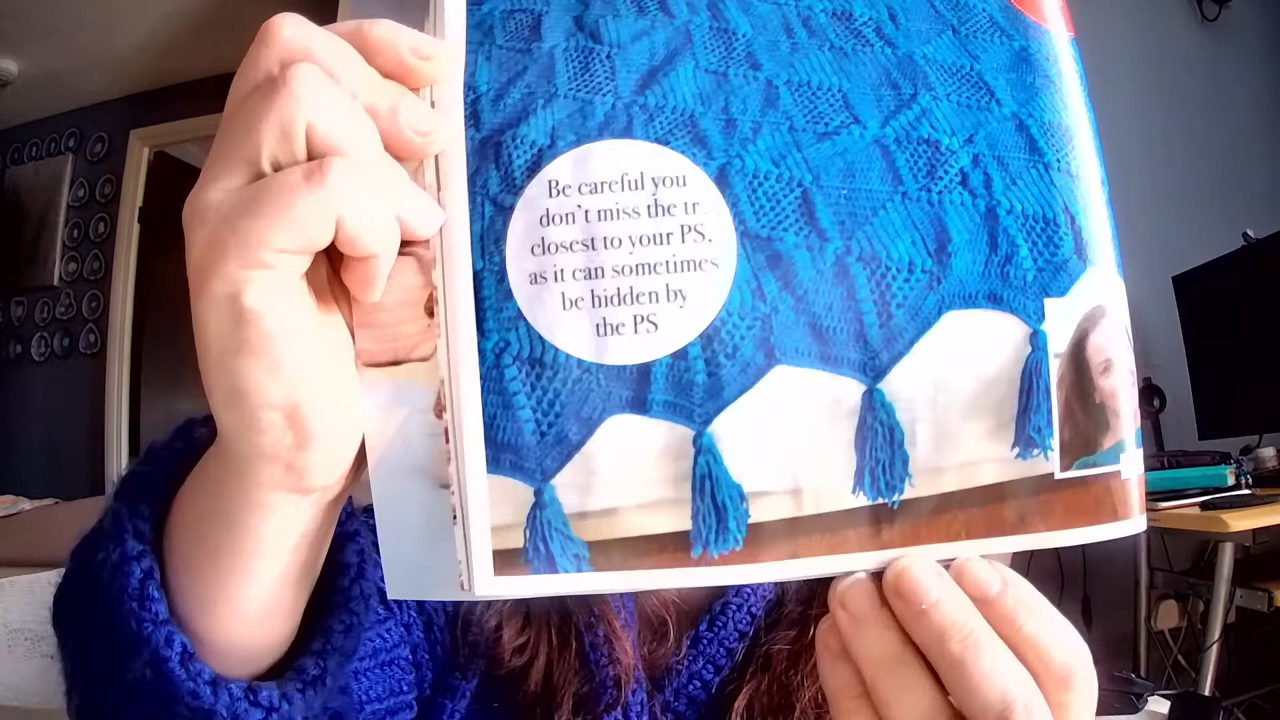 Be careful you
don't miss the tr
closest to your PS,
as it can sometimes
be hidden by
the PS